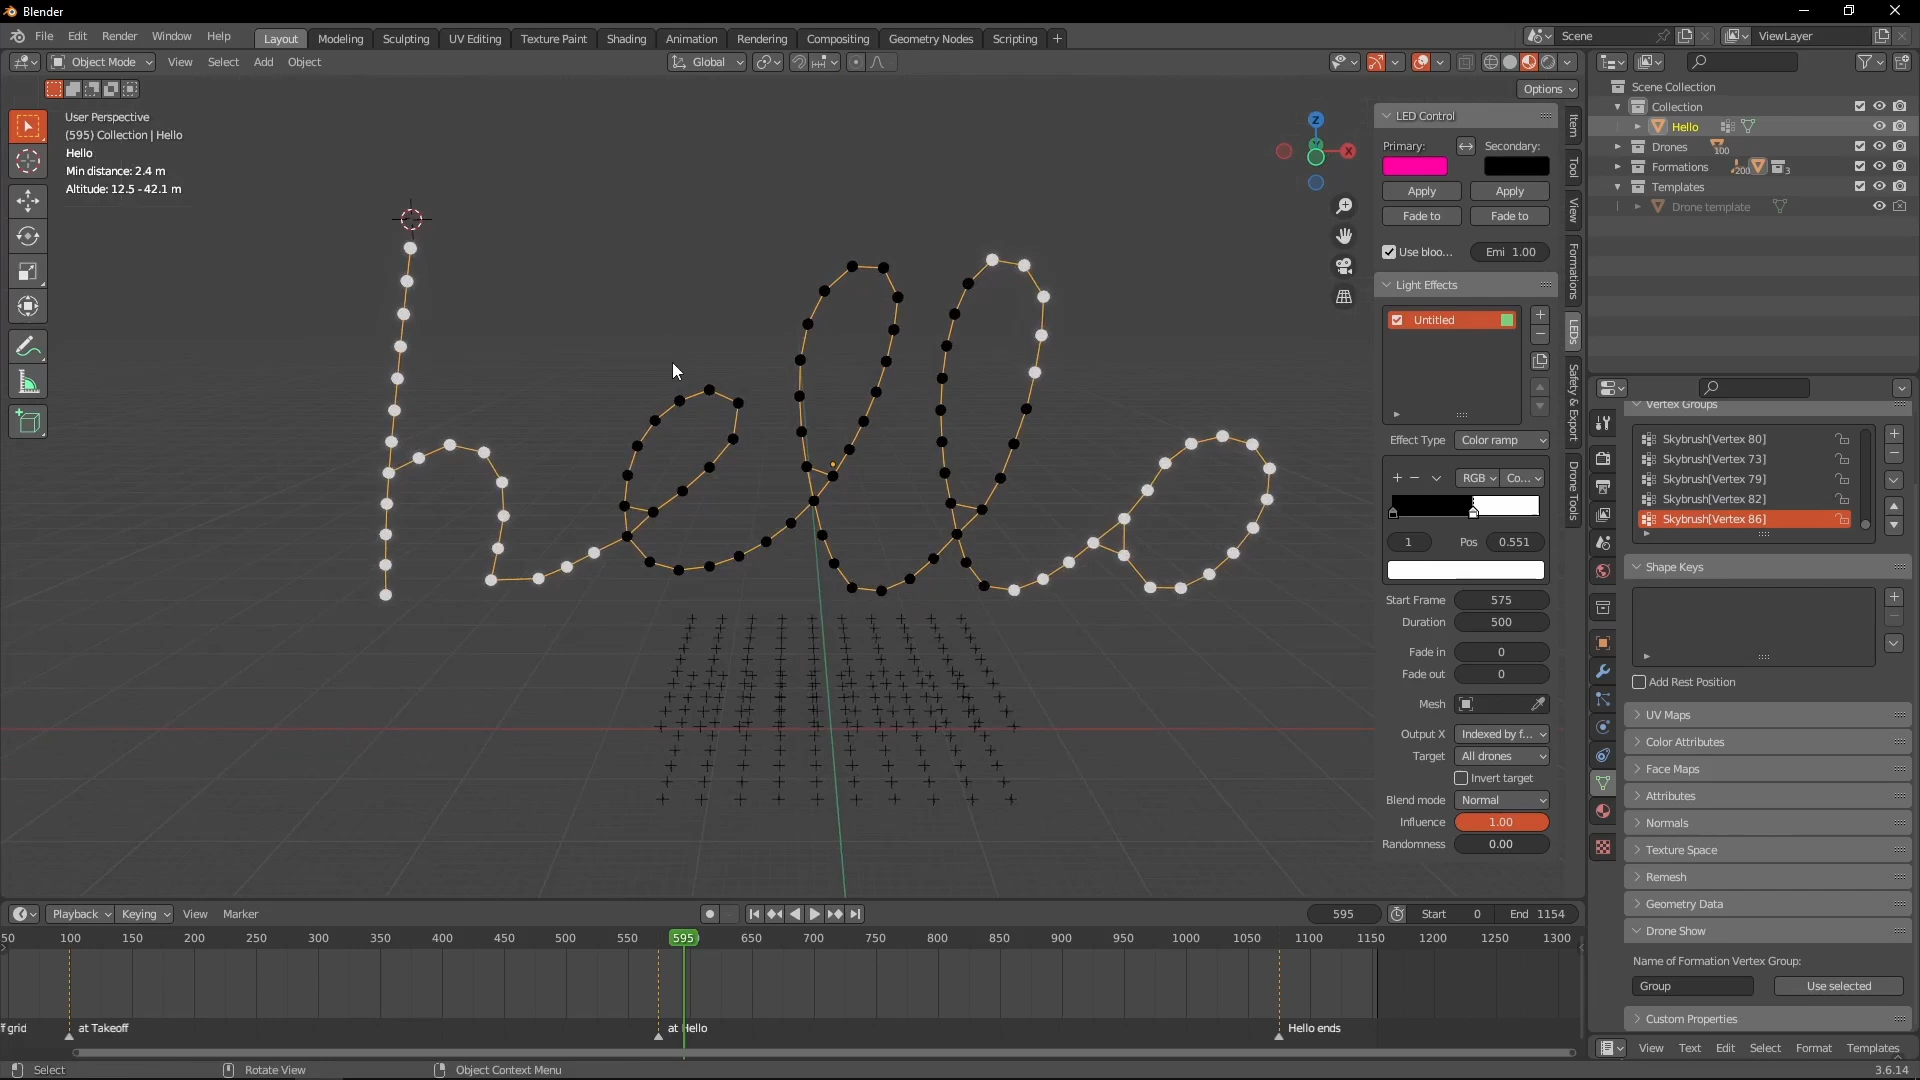 Blender
File Edit Render Window Help Layout Modeling Sculpting UV Editing Texture Paint Shading Animation Rendering Compositing Geometry Nodes Scripting + Scene ViewLayer
Object Mode View Select Add Object Global
Options
User Perspective
(595) Collection | Hello
Hello
Min distance: 2.4 m
Altitude: 12.5 - 42.1 m
Z
X
hello
LED Control
Primary: Secondary:
Apply Apply
Fade to Fade to
Use bloo... Emi 1.00
Light Effects
Untitled
Effect Type Color ramp
RGB Co...
1 Pos 0.551
Start Frame 575
Duration 500
Fade in 0
Fade out 0
Mesh
Output X Indexed by f...
Target All drones
Invert target
Blend mode Normal
Influence 1.00
Randomness 0.00
Item
Tool
View
Formations
LEDs
Safety & Export
Drone Tools
Scene Collection
Collection
Hello
Drones 100
Formations 200 3
Templates
Drone template
Vertex Groups
Skybrush[Vertex 80]
Skybrush[Vertex 73]
Skybrush[Vertex 79]
Skybrush[Vertex 82]
Skybrush[Vertex 86]
Shape Keys
Add Rest Position
UV Maps
Color Attributes
Face Maps
Attributes
Normals
Texture Space
Remesh
Geometry Data
Drone Show
Name of Formation Vertex Group:
Group Use selected
Custom Properties
View Text Edit Select Format Templates
Playback Keying View Marker 595 Start 0 End 1154
50 100 150 200 250 300 350 400 450 500 550 595 650 700 750 800 850 900 950 1000 1050 1100 1150 1200 1250 1300
f grid at Takeoff at Hello Hello ends
Select Rotate View Object Context Menu 3.6.14